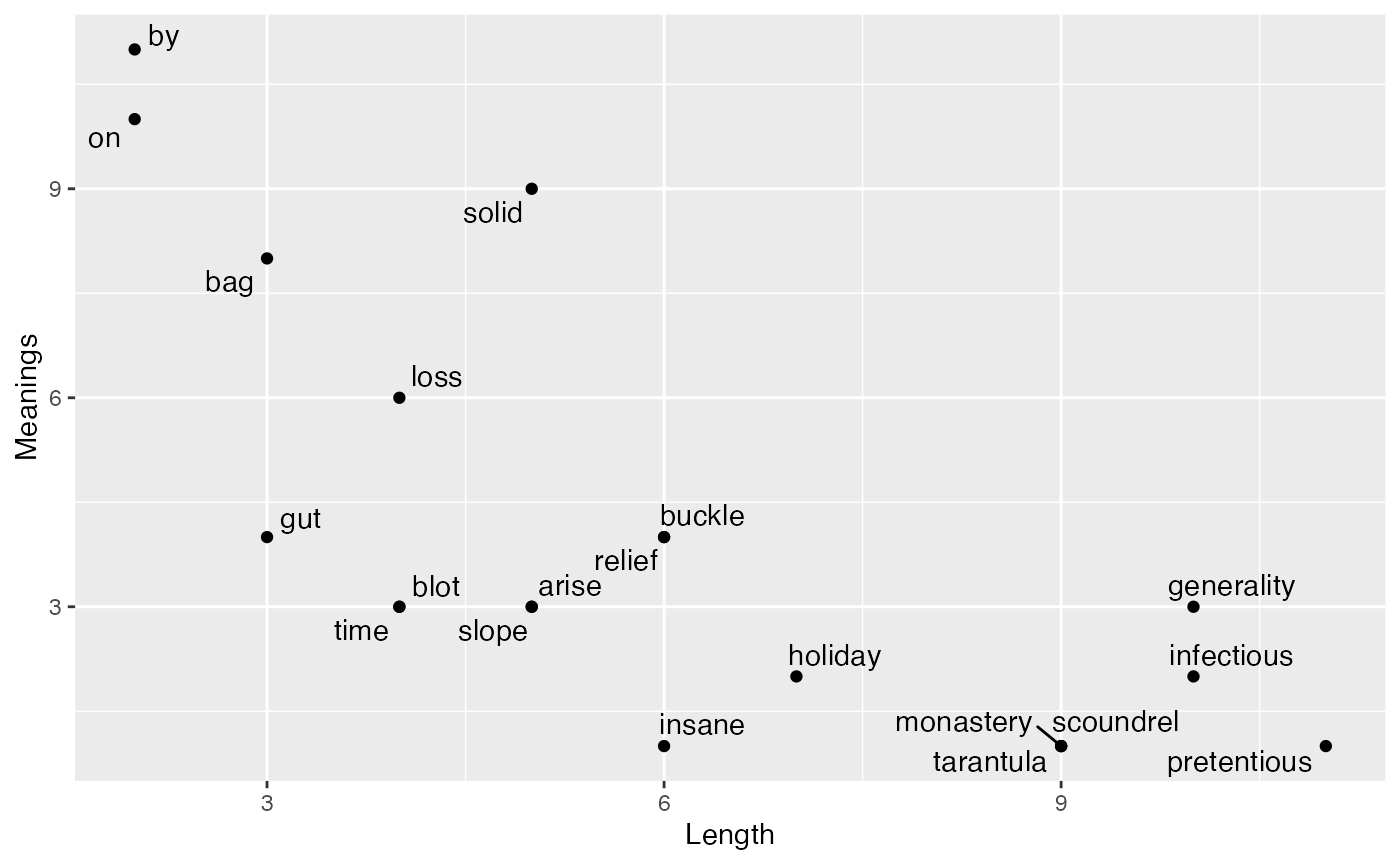 by
on
9
solid
bag
loss
Meanings
6
buckle
gut
relief
blot
arise
generality
3
time
slope
holiday
infectious
insane
monastery scoundrel
tarantula
pretentious
3
6
9
Length